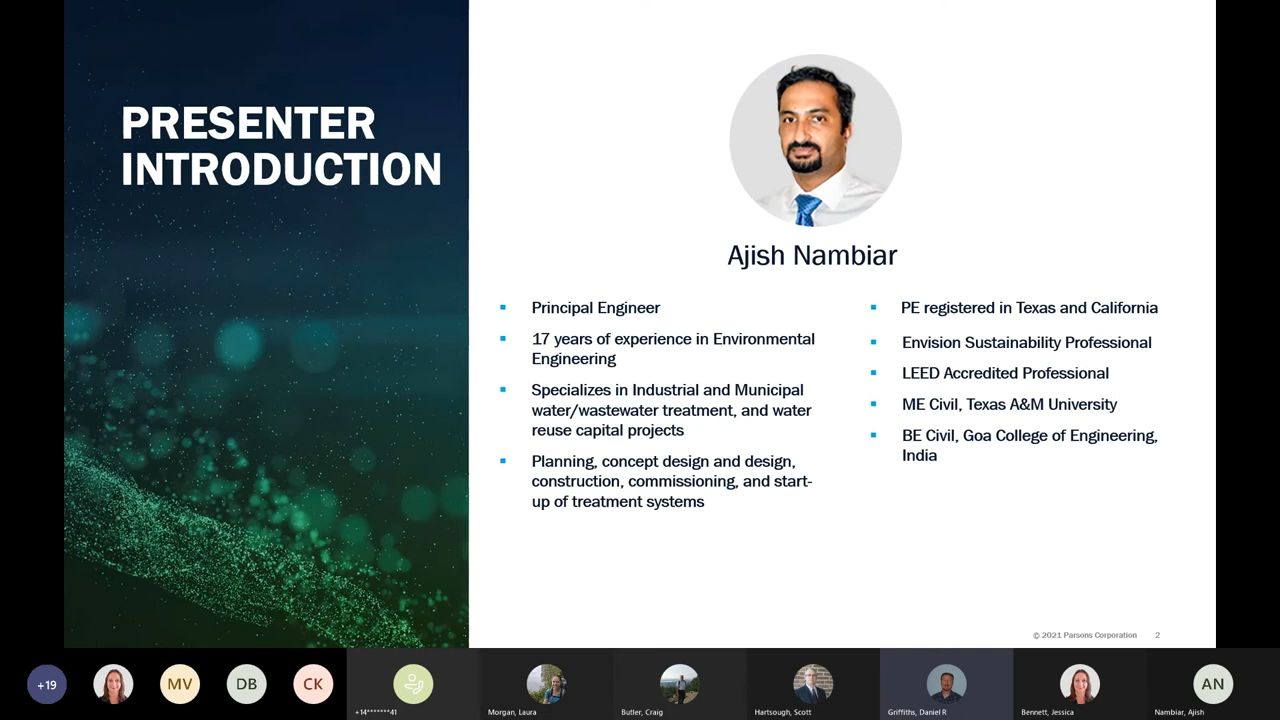 PRESENTER
INTRODUCTION
Ajish Nambiar
Principal Engineer
17 years of experience in Environmental
Engineering
Specializes in Industrial and Municipal
water/wastewater treatment, and water
reuse capital projects
Planning, concept design and design,
construction, commissioning, and start-
up of treatment systems
PE registered in Texas and California
Envision Sustainability Professional
LEED Accredited Professional
ME Civil, Texas A&M University
BE Civil, Goa College of Engineering,
India
© 2021 Parsons Corporation 2
+19
MV
DB
CK
+14*******41
Morgan, Laura
Butler, Craig
Hartsough, Scott
Griffiths, Daniel R
Bennett, Jessica
AN
Nambiar, Ajish